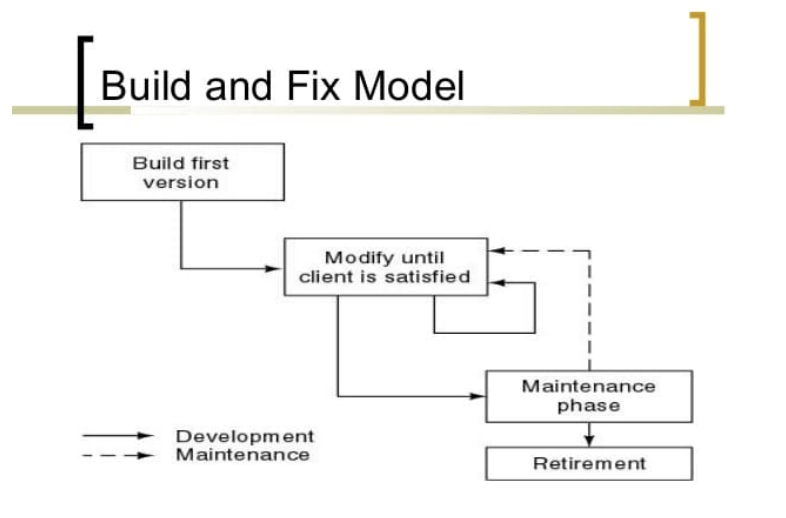 Build and Fix Model
Build first
version
Modify until
client is satisfied
Maintenance
phase
Retirement
Development
Maintenance